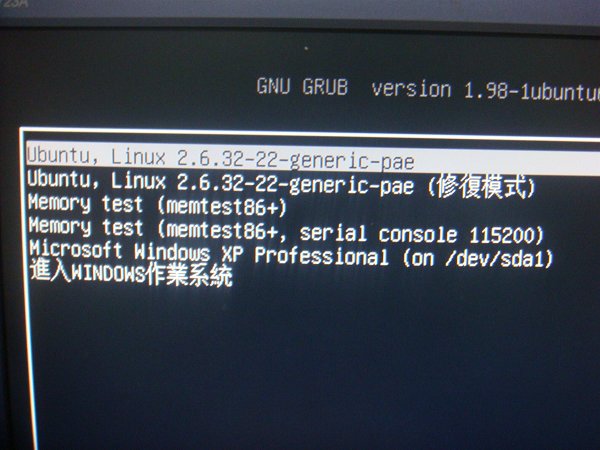 723A
GNU GRUB version 1.98-1ubuntu
Ubuntu, Linux 2.6.32-22-generic-pae
Ubuntu, Linux 2.6.32-22-generic-pae (修復模式)
Memory test (memtest86+)
Memory test (memtest86+, serial console 115200)
Microsoft Windows XP Professional (on /dev/sda1)
進入WINDOWS作業系統